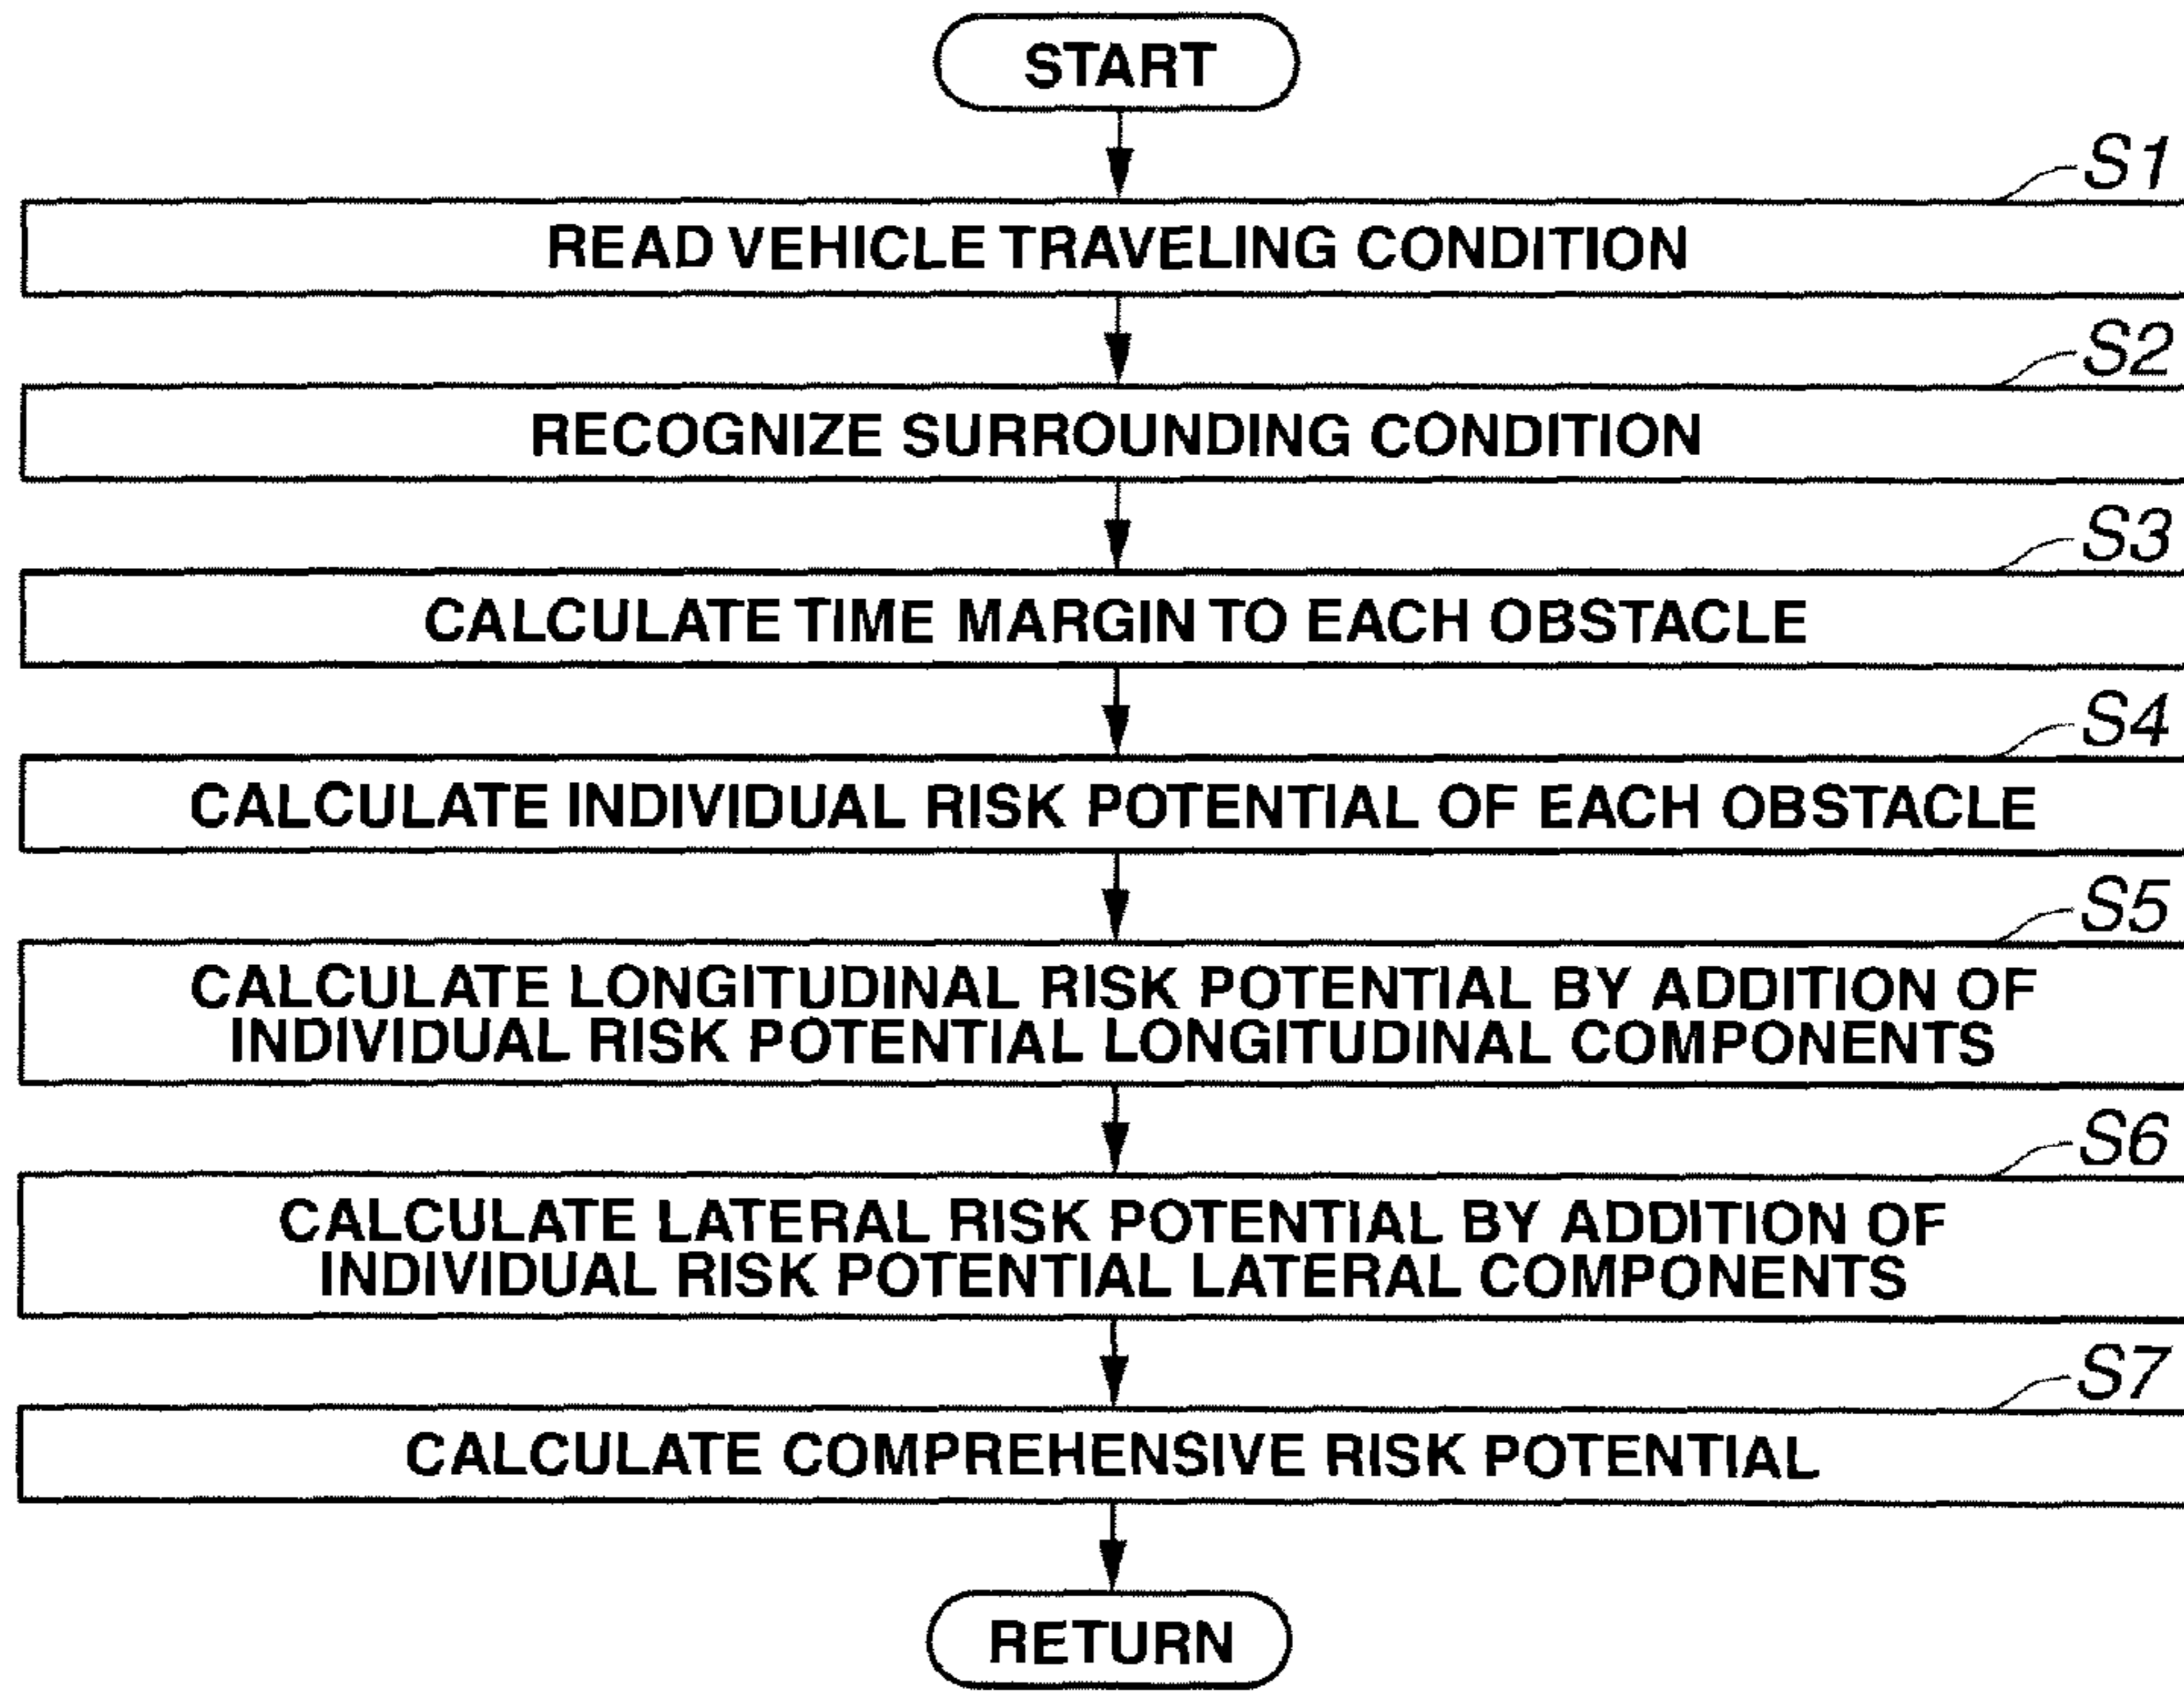 START
S1
READ VEHICLE TRAVELING CONDITION
S2
RECOGNIZE SURROUNDING CONDITION
S3
CALCULATE TIME MARGIN TO EACH OBSTACLE
S4
CALCULATE INDIVIDUAL RISK POTENTIAL OF EACH OBSTACLE
S5
CALCULATE LONGITUDINAL RISK POTENTIAL BY ADDITION OF
INDIVIDUAL RISK POTENTIAL LONGITUDINAL COMPONENTS
S6
CALCULATE LATERAL RISK POTENTIAL BY ADDITION OF
INDIVIDUAL RISK POTENTIAL LATERAL COMPONENTS
S7
CALCULATE COMPREHENSIVE RISK POTENTIAL
RETURN